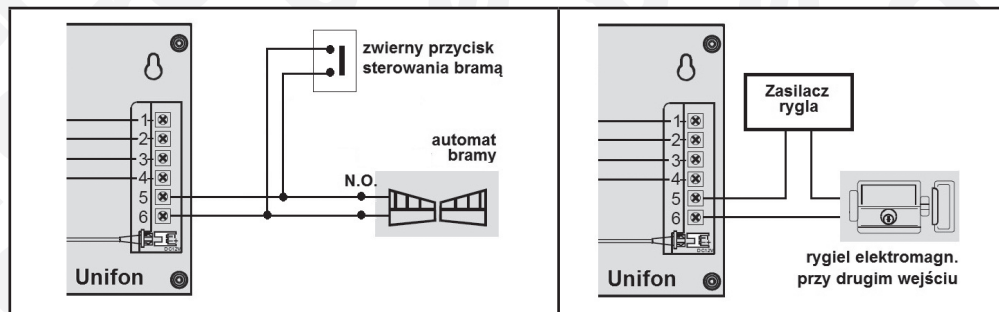 zwierny przycisk
sterowania bramą
automat
bramy
N.O.
1
2
3
4
5
6
Unifon
Zasilacz
rygla
1
2
3
4
5
6
Unifon
rygiel elektromagn.
przy drugim wejściu